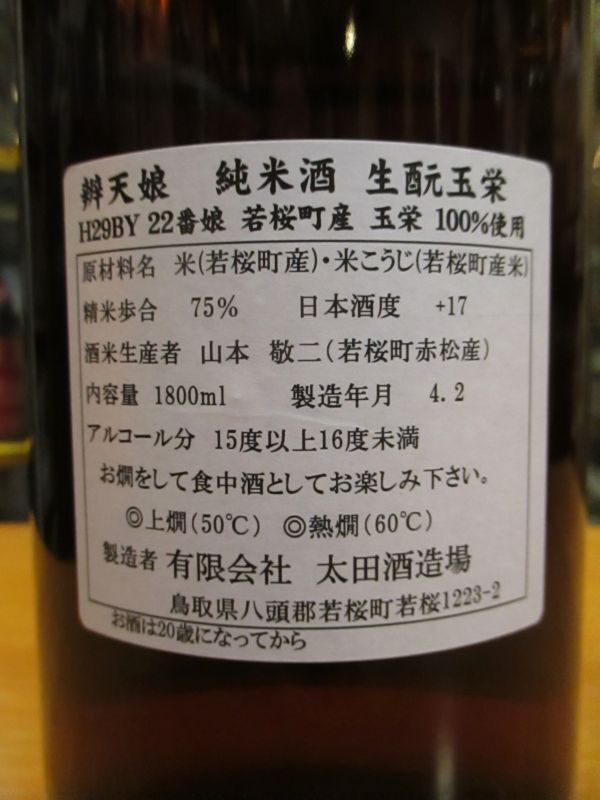 辨天娘　純米酒　生酛玉栄
H29BY 22番娘 若桜町産 玉栄 100%使用
原材料名　米(若桜町産)・米こうじ(若桜町産米)
精米歩合　75%　日本酒度　+17
酒米生産者　山本　敬二(若桜町赤松産)
内容量　1800ml　製造年月　4.2
アルコール分　15度以上16度未満
お燗をして食中酒としてお楽しみ下さい。
◎上燗(50℃)　◎熱燗(60℃)
製造者　有限会社　太田酒造場
鳥取県八頭郡若桜町若桜1223-2
お酒は20歳になってから